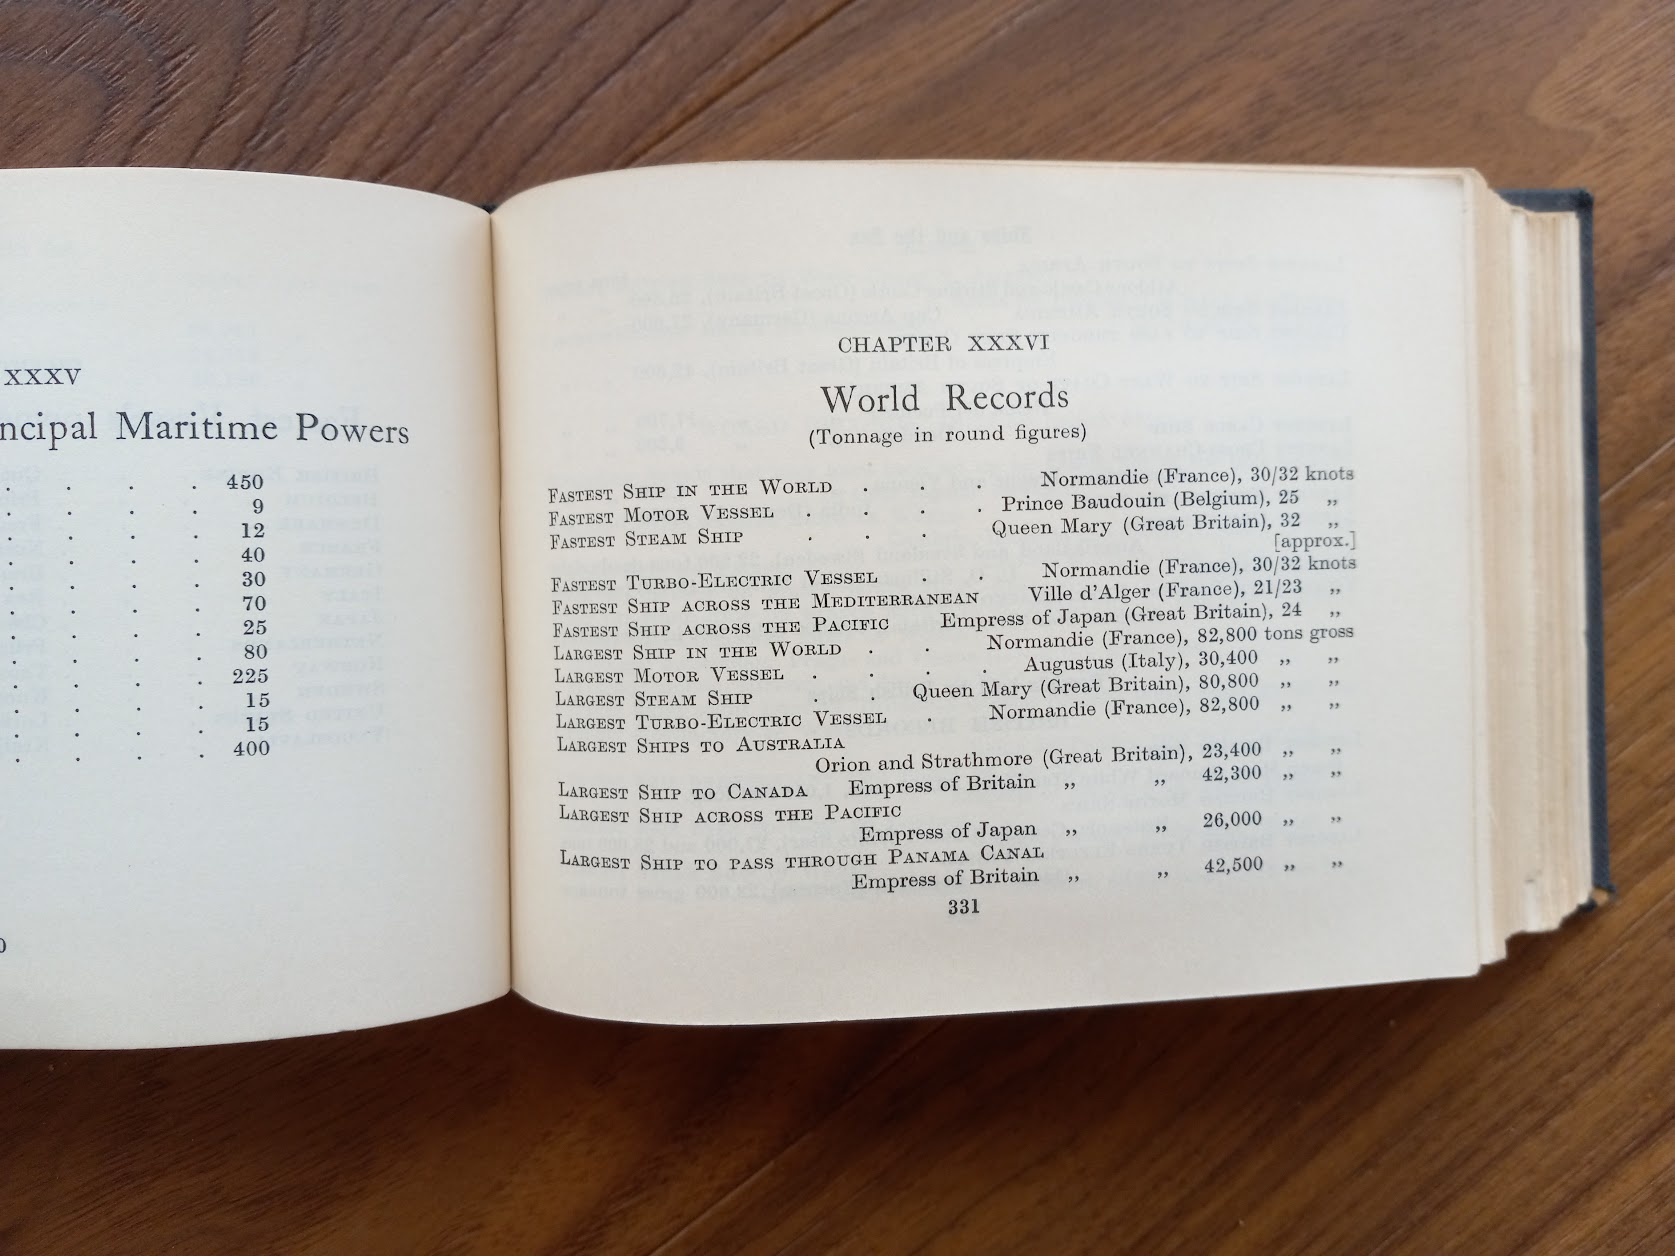 XXXV
ncipal Maritime Powers
. . . . 450
. . . . 9
. . . . 12
. . . . 40
. . . . 30
. . . . 70
. . . . 25
. . . . 80
. . . . 225
. . . . 15
. . . . 15
. . . . 400
0
CHAPTER XXXVI
World Records
(Tonnage in round figures)
FASTEST SHIP IN THE WORLD . . Normandie (France), 30/32 knots
FASTEST MOTOR VESSEL . . Prince Baudouin (Belgium), 25 „
FASTEST STEAM SHIP . . . Queen Mary (Great Britain), 32 „
[approx.]
FASTEST TURBO-ELECTRIC VESSEL . . Normandie (France), 30/32 knots
FASTEST SHIP ACROSS THE MEDITERRANEAN Ville d'Alger (France), 21/23 „
FASTEST SHIP ACROSS THE PACIFIC Empress of Japan (Great Britain), 24 „
LARGEST SHIP IN THE WORLD . . Normandie (France), 82,800 tons gross
LARGEST MOTOR VESSEL . . . Augustus (Italy), 30,400 „ „
LARGEST STEAM SHIP . . Queen Mary (Great Britain), 80,800 „ „
LARGEST TURBO-ELECTRIC VESSEL . Normandie (France), 82,800 „ „
LARGEST SHIPS TO AUSTRALIA
Orion and Strathmore (Great Britain), 23,400 „ „
LARGEST SHIP TO CANADA Empress of Britain „ „ 42,300 „ „
LARGEST SHIP ACROSS THE PACIFIC
Empress of Japan „ „ 26,000 „ „
LARGEST SHIP TO PASS THROUGH PANAMA CANAL
Empress of Britain „ „ 42,500 „ „
331